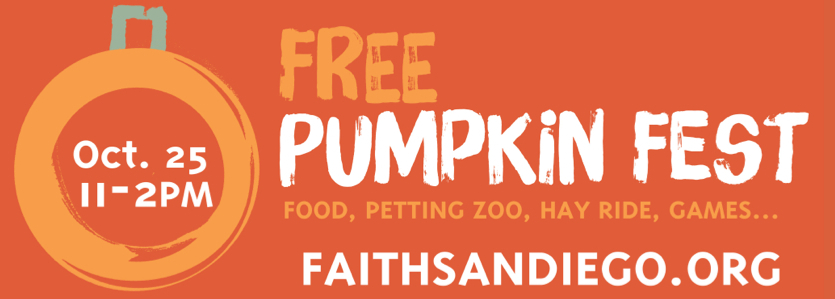 Oct. 25
11-2PM
FREE
PUMPKiN FEST
FOOD, PETTING ZOO, HAY RIDE, GAMES...
FAITHSANDIEGO.ORG